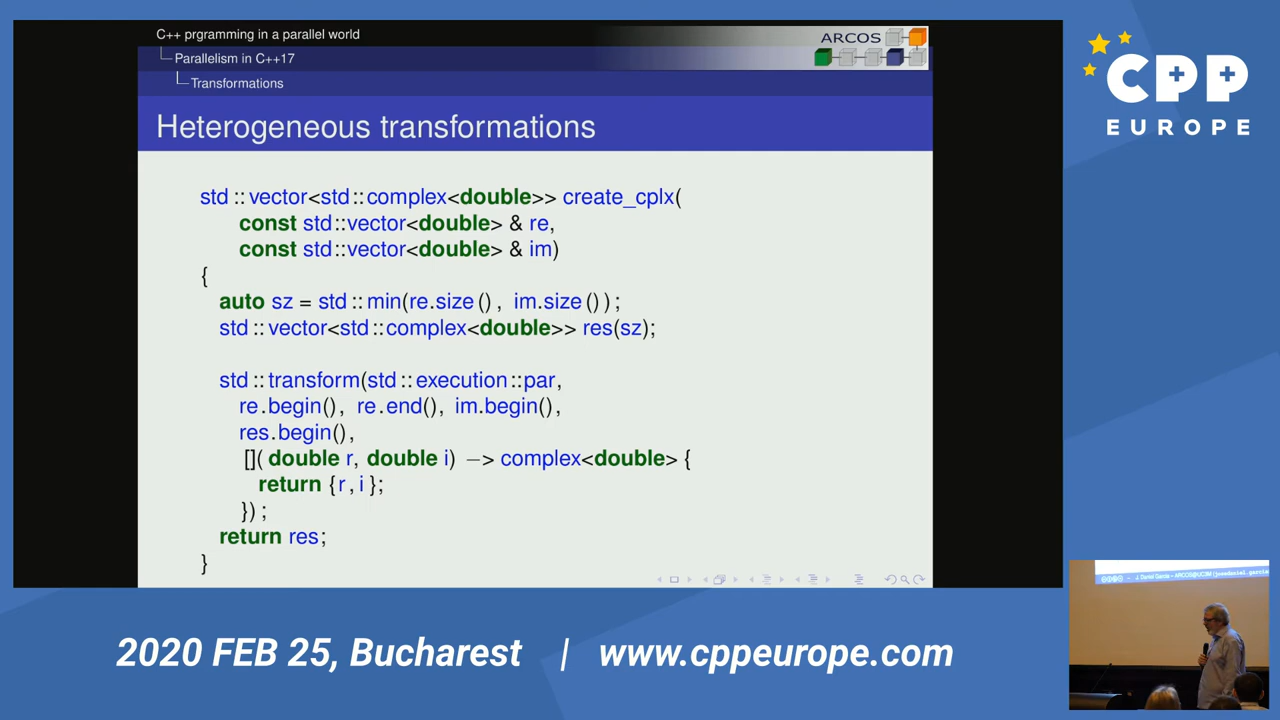 C++ prgramming in a parallel world
Parallelism in C++17
Transformations
ARCOS
Heterogeneous transformations
std::vector<std::complex<double>> create_cplx(
const std::vector<double> & re,
const std::vector<double> & im)
{
auto sz = std::min(re.size(), im.size());
std::vector<std::complex<double>> res(sz);
std::transform(std::execution::par,
re.begin(), re.end(), im.begin(),
res.begin(),
[](double r, double i) −> complex<double> {
return {r,i};
});
return res;
}
CPP
EUROPE
2020 FEB 25, Bucharest | www.cppeurope.com